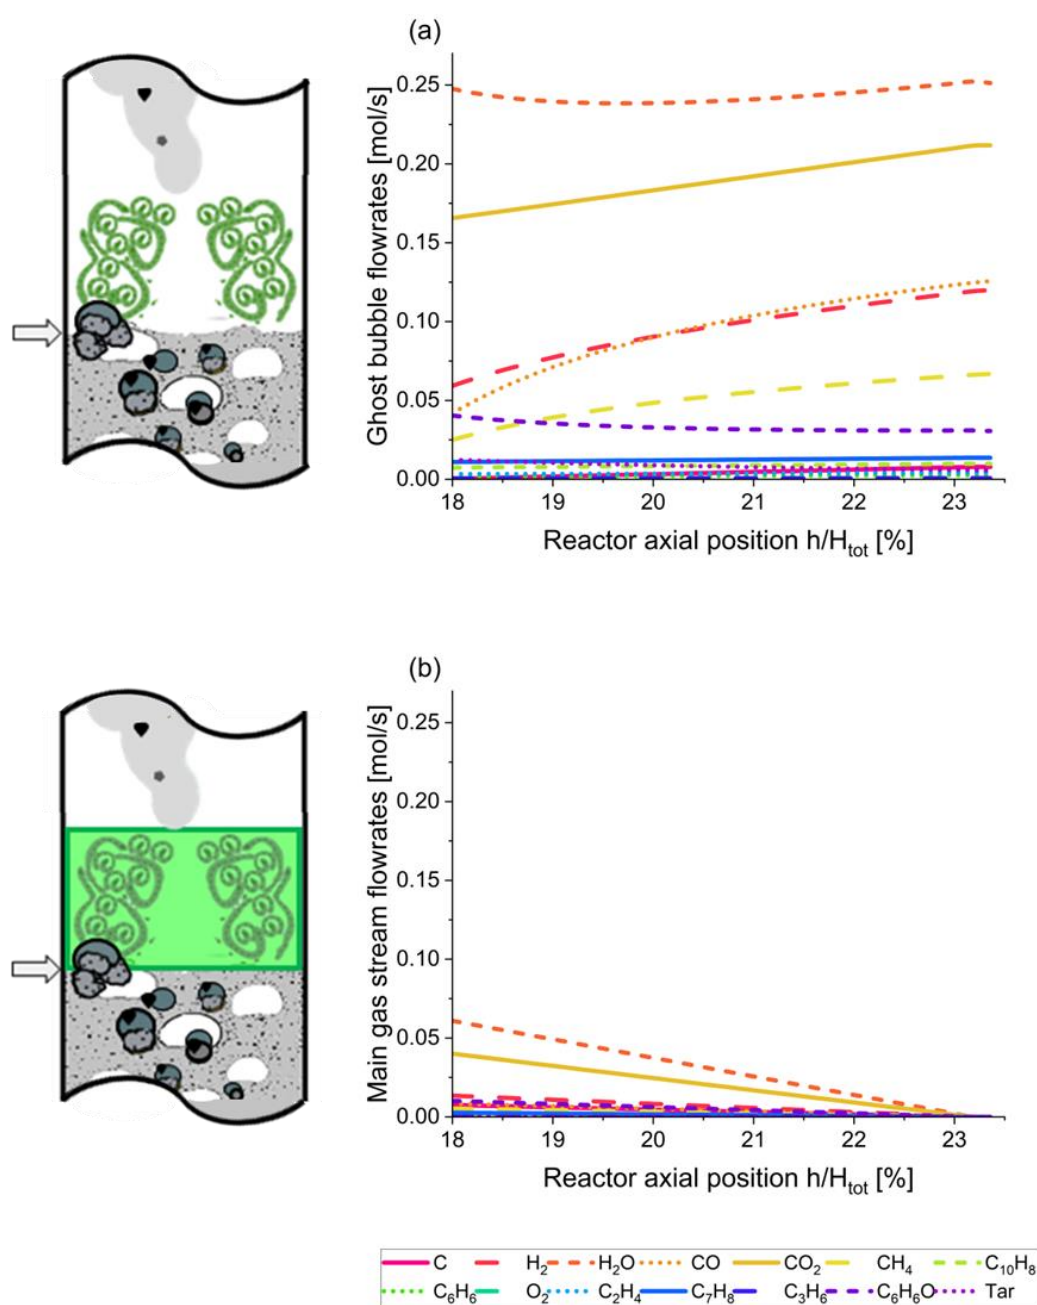 (a)
Ghost bubble flowrates [mol/s]
0.25
0.20
0.15
0.10
0.05
0.00
18 19 20 21 22 23
Reactor axial position h/Htot [%]
(b)
Main gas stream flowrates [mol/s]
0.25
0.20
0.15
0.10
0.05
0.00
18 19 20 21 22 23
Reactor axial position h/Htot [%]
C H2 H2O CO CO2 CH4 C10H8
C6H6 O2 C2H4 C7H8 C3H6 C6H6O Tar